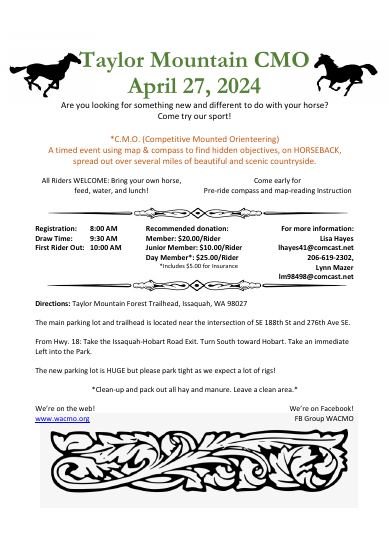 Taylor Mountain CMO
April 27, 2024
Are you looking for something new and different to do with your horse?
Come try our sport!
*C.M.O. (Competitive Mounted Orienteering)
A timed event using map & compass to find hidden objectives, on HORSEBACK,
spread out over several miles of beautiful and scenic countryside.
All Riders WELCOME: Bring your own horse,
feed, water, and lunch!
Come early for
Pre-ride compass and map-reading Instruction
Registration: 8:00 AM
Draw Time: 9:30 AM
First Rider Out: 10:00 AM
Recommended donation:
Member: $20.00/Rider
Junior Member: $10.00/Rider
Day Member*: $25.00/Rider
*Includes $5.00 for Insurance
For more information:
Lisa Hayes
lhayes41@comcast.net
206-619-2302,
Lynn Mazer
lm98498@comcast.net
Directions: Taylor Mountain Forest Trailhead, Issaquah, WA 98027
The main parking lot and trailhead is located near the intersection of SE 188th St and 276th Ave SE.
From Hwy. 18: Take the Issaquah-Hobart Road Exit. Turn South toward Hobart. Take an immediate
Left into the Park.
The new parking lot is HUGE but please park tight as we expect a lot of rigs!
*Clean-up and pack out all hay and manure. Leave a clean area.*
We're on the web!
www.wacmo.org
We're on Facebook!
FB Group WACMO